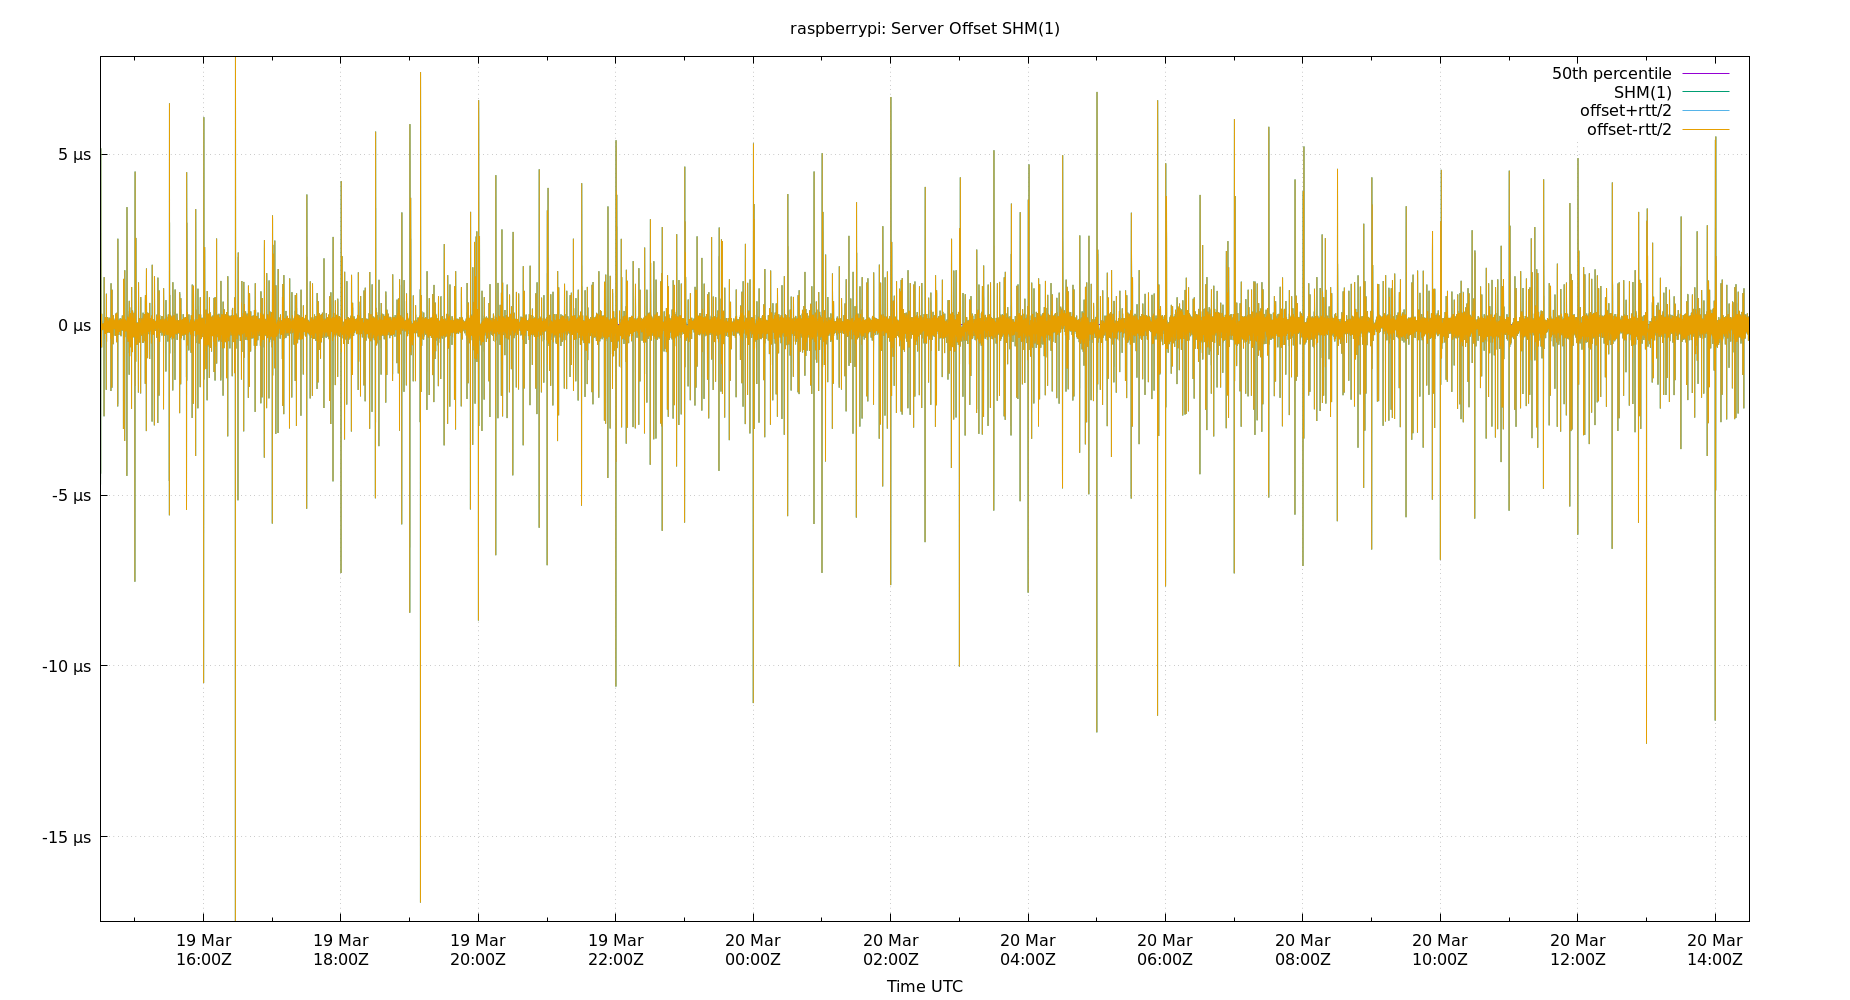 raspberrypi: Server Offset SHM(1)
50th percentile
SHM(1)
offset+rtt/2
offset-rtt/2
5 µs
0 µs
-5 µs
-10 µs
-15 µs
19 Mar 19 Mar 19 Mar 19 Mar 20 Mar 20 Mar 20 Mar 20 Mar 20 Mar 20 Mar 20 Mar 20 Mar
16:00Z 18:00Z 20:00Z 22:00Z 00:00Z 02:00Z 04:00Z 06:00Z 08:00Z 10:00Z 12:00Z 14:00Z
Time UTC